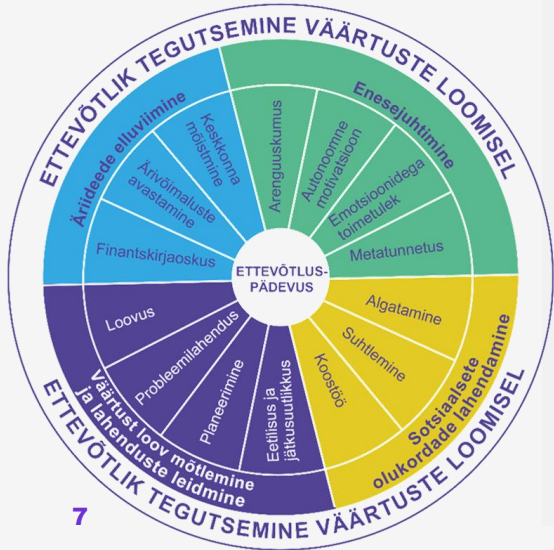 ETTEVÕTLIK TEGUTSEMINE VÄÄRTUSTE LOOMISEL
Enesejuhtimine
Arenguuskumus
Autonoomne
motivatsioon
Emotsioonidega
toimetulek
Metatunnetus
Sotsiaalsete
olukordade lahendamine
Algatamine
Suhtlemine
Koostöö
Väärtust loov mõtlemine
ja lahenduste leidmine
Eetilisus ja
jätkusuutlikkus
Planeerimine
Probleemilahendus
Loovus
Äriideede elluviimine
Finantskirjaoskus
Ärivõimaluste
avastamine
Keskkonna
mõistmine
ETTEVÕTLUS-
PÄDEVUS
ETTEVÕTLIK TEGUTSEMINE VÄÄRTUSTE LOOMISEL
7